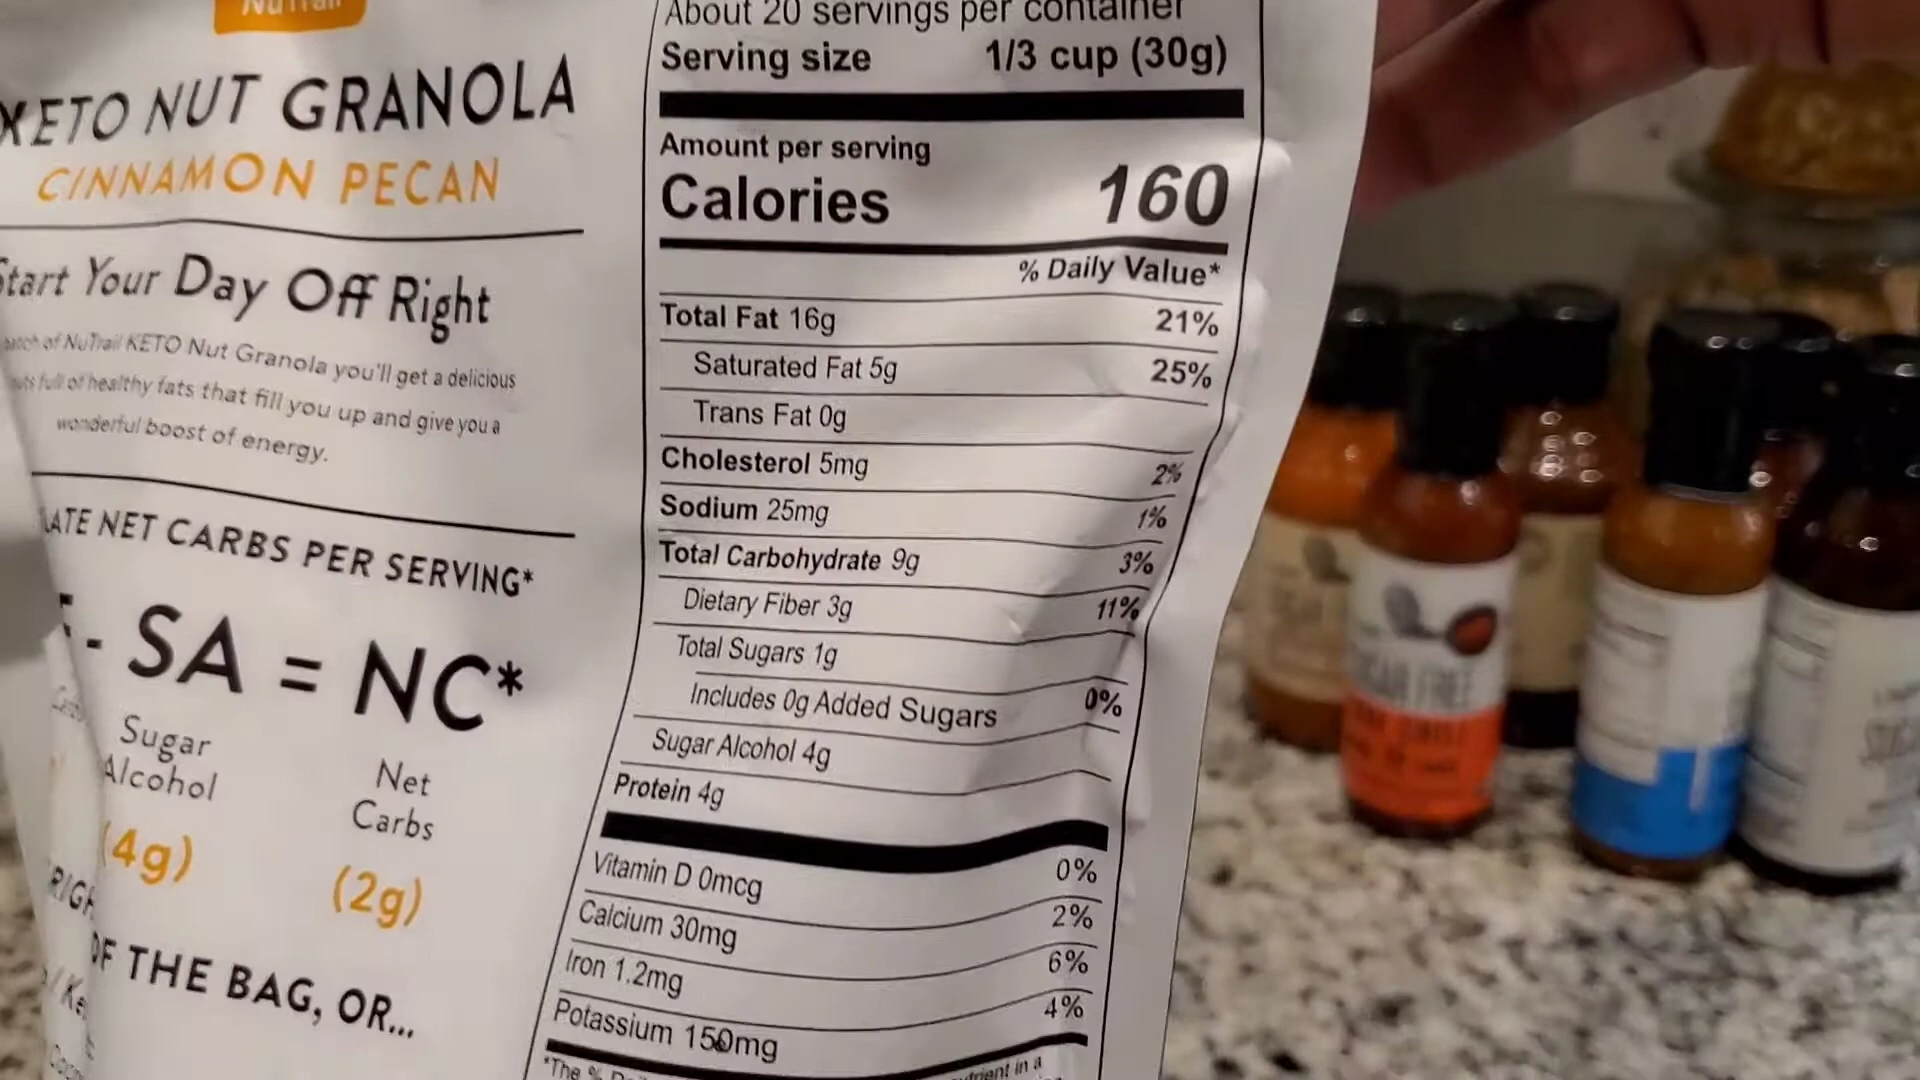 NuTrail
KETO NUT GRANOLA
CINNAMON PECAN
Start Your Day Off Right
of NuTrail KETO Nut Granola you'll get a delicious
full of healthy fats that fill you up and give you a
wonderful boost of energy.
NET CARBS PER SERVING*
- SA = NC*
Sugar
Alcohol
Net
Carbs
(4g)
(2g)
OF THE BAG, OR...
About 20 servings per container
Serving size 1/3 cup (30g)
Amount per serving
Calories 160
% Daily Value*
Total Fat 16g 21%
Saturated Fat 5g 25%
Trans Fat 0g
Cholesterol 5mg 2%
Sodium 25mg 1%
Total Carbohydrate 9g 3%
Dietary Fiber 3g 11%
Total Sugars 1g
Includes 0g Added Sugars 0%
Sugar Alcohol 4g
Protein 4g
Vitamin D 0mcg 0%
Calcium 30mg 2%
Iron 1.2mg 6%
Potassium 150mg 4%
*The %
in a
FREE